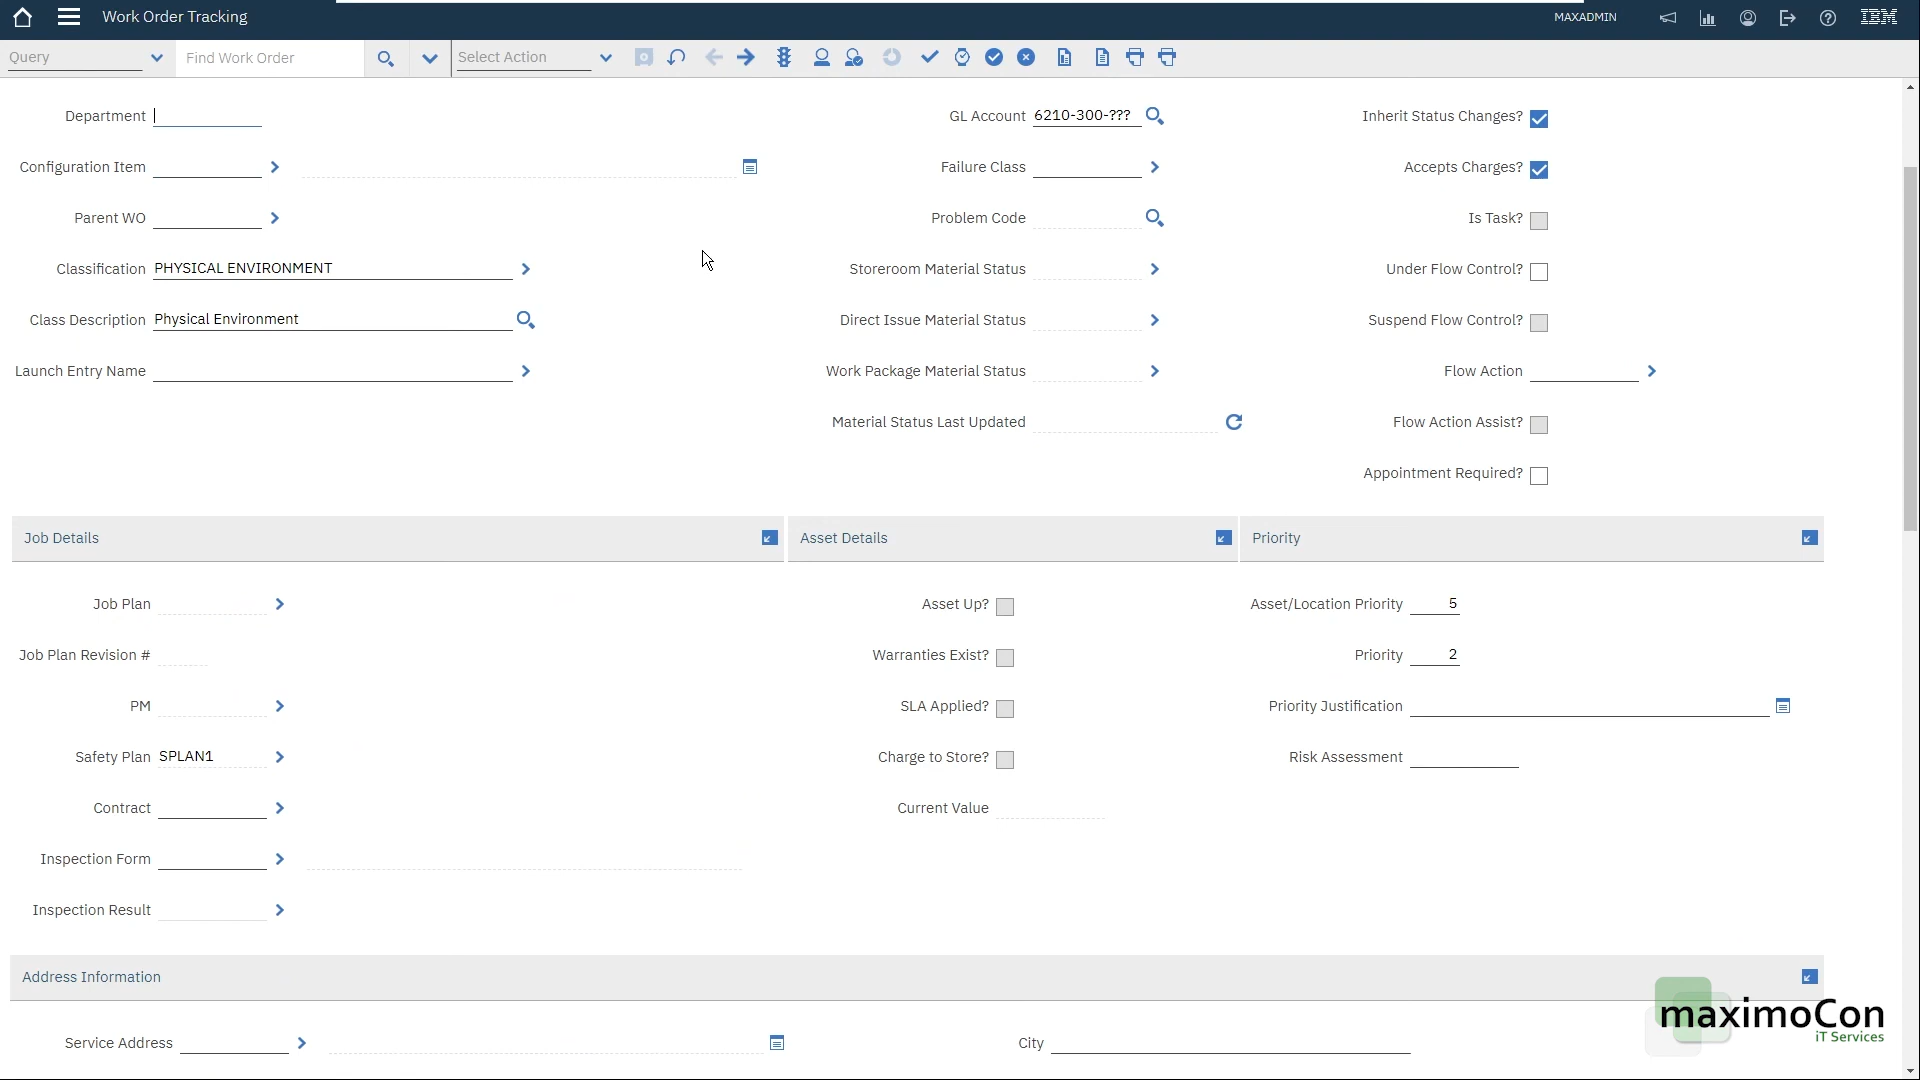 Work Order Tracking
MAXADMIN
IBM
Query
Find Work Order
Select Action
Department
GL Account 6210-300-???
Inherit Status Changes?
Configuration Item
Failure Class
Accepts Charges?
Parent WO
Problem Code
Is Task?
Classification PHYSICAL ENVIRONMENT
Storeroom Material Status
Under Flow Control?
Class Description Physical Environment
Direct Issue Material Status
Suspend Flow Control?
Launch Entry Name
Work Package Material Status
Flow Action
Material Status Last Updated
Flow Action Assist?
Appointment Required?
Job Details
Asset Details
Priority
Job Plan
Asset Up?
Asset/Location Priority 5
Job Plan Revision #
Warranties Exist?
Priority 2
PM
SLA Applied?
Priority Justification
Safety Plan SPLAN1
Charge to Store?
Risk Assessment
Contract
Current Value
Inspection Form
Inspection Result
Address Information
Service Address
City
maximoCon
iT Services